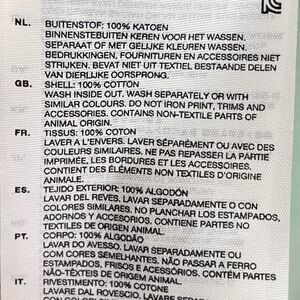 NL. BUITENSTOF: 100% KATOEN
BINNENSTEBUITEN KEREN VOOR HET WASSEN.
SEPARAAT OF MET GELIJKE KLEUREN WASSEN.
BEDRUKKINGEN, FOURNITUREN EN ACCESSOIRES NIET
STRIJKEN. BEVAT NIET UIT TEXTIEL BESTAANDE DELEN
VAN DIERLIJKE OORSPRONG.
GB. SHELL: 100% COTTON
WASH INSIDE OUT. WASH SEPARATELY OR WITH
SIMILAR COLOURS. DO NOT IRON PRINT, TRIMS AND
ACCESSORIES. CONTAINS NON-TEXTILE PARTS OF
ANIMAL ORIGIN.
FR. TISSUS: 100% COTON
LAVER A L'ENVERS. LAVER SÉPARÉMENT OU AVEC DES
COULEURS SIMILAIRES. NE PAS REPASSER LA PARTIE
IMPRIMÉE, LES BORDURES ET LES ACCESSOIRES.
CONTIENT DES ÉLÉMENTS NON TEXTILES D'ORIGINE
ANIMALE.
ES. TEJIDO EXTERIOR: 100% ALGODÓN
LAVAR DEL REVES. LAVAR SEPARADAMENTE O CON
COLORES SIMILARES. NO PLANCHAR LOS ESTAMPADOS,
ADORNOS Y ACCESORIOS. CONTIENE PARTES NO
TEXTILES DE ORIGEN ANIMAL.
PT. CORPO: 100% ALGODÃO
LAVAR DO AVESSO. LAVAR SEPARADAMENTE OU
COM CORES SEMELHANTES. NÃO PASSAR A FERRO
ESTAMPADOS, FRISOS E ACESSÓRIOS. CONTÉM PARTES
NÃO-TÊXTEIS DE ORIGEM ANIMAL.
IT. RIVESTIMENTO: 100% COTONE
LAVARE DAL ROVESCIO. LAVARE